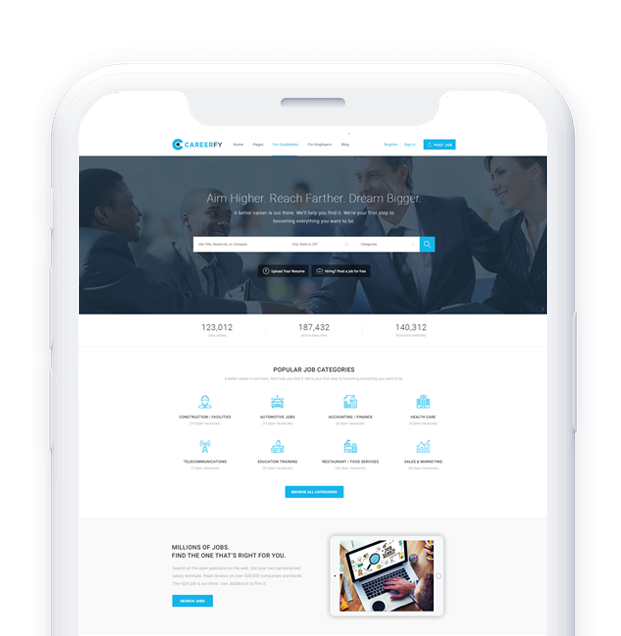 CAREERFY
Home Pages For Candidates For Employers Blog
Register Sign in POST JOB
Aim Higher. Reach Farther. Dream Bigger.
A better career is out there. We'll help you find it. We're your first step to
becoming everything you want to be.
Job Title, Keywords, or Company City, State or ZIP Categories
Upload Your Resume Hiring? Post a job for Free
123,012 187,432 140,312
Jobs Added
POPULAR JOB CATEGORIES
A better career is out there. We'll help you find it. We're your first step to becoming everything you want to be.
CONSTRUCTION / FACILITIES AUTOMOTIVE JOBS ACCOUNTING / FINANCE HEALTH CARE
TELECOMMUNICATIONS EDUCATION TRAINING RESTAURANT / FOOD SERVICES SALES & MARKETING
BROWSE ALL CATEGORIES
MILLIONS OF JOBS.
FIND THE ONE THAT'S RIGHT FOR YOU.
Search all the open positions on the web. Get your own personalized
salary estimate. Read reviews on over 600,000 companies worldwide.
The right job is out there. Use JobSearch to find it.
SEARCH JOBS
JOB SEARCH